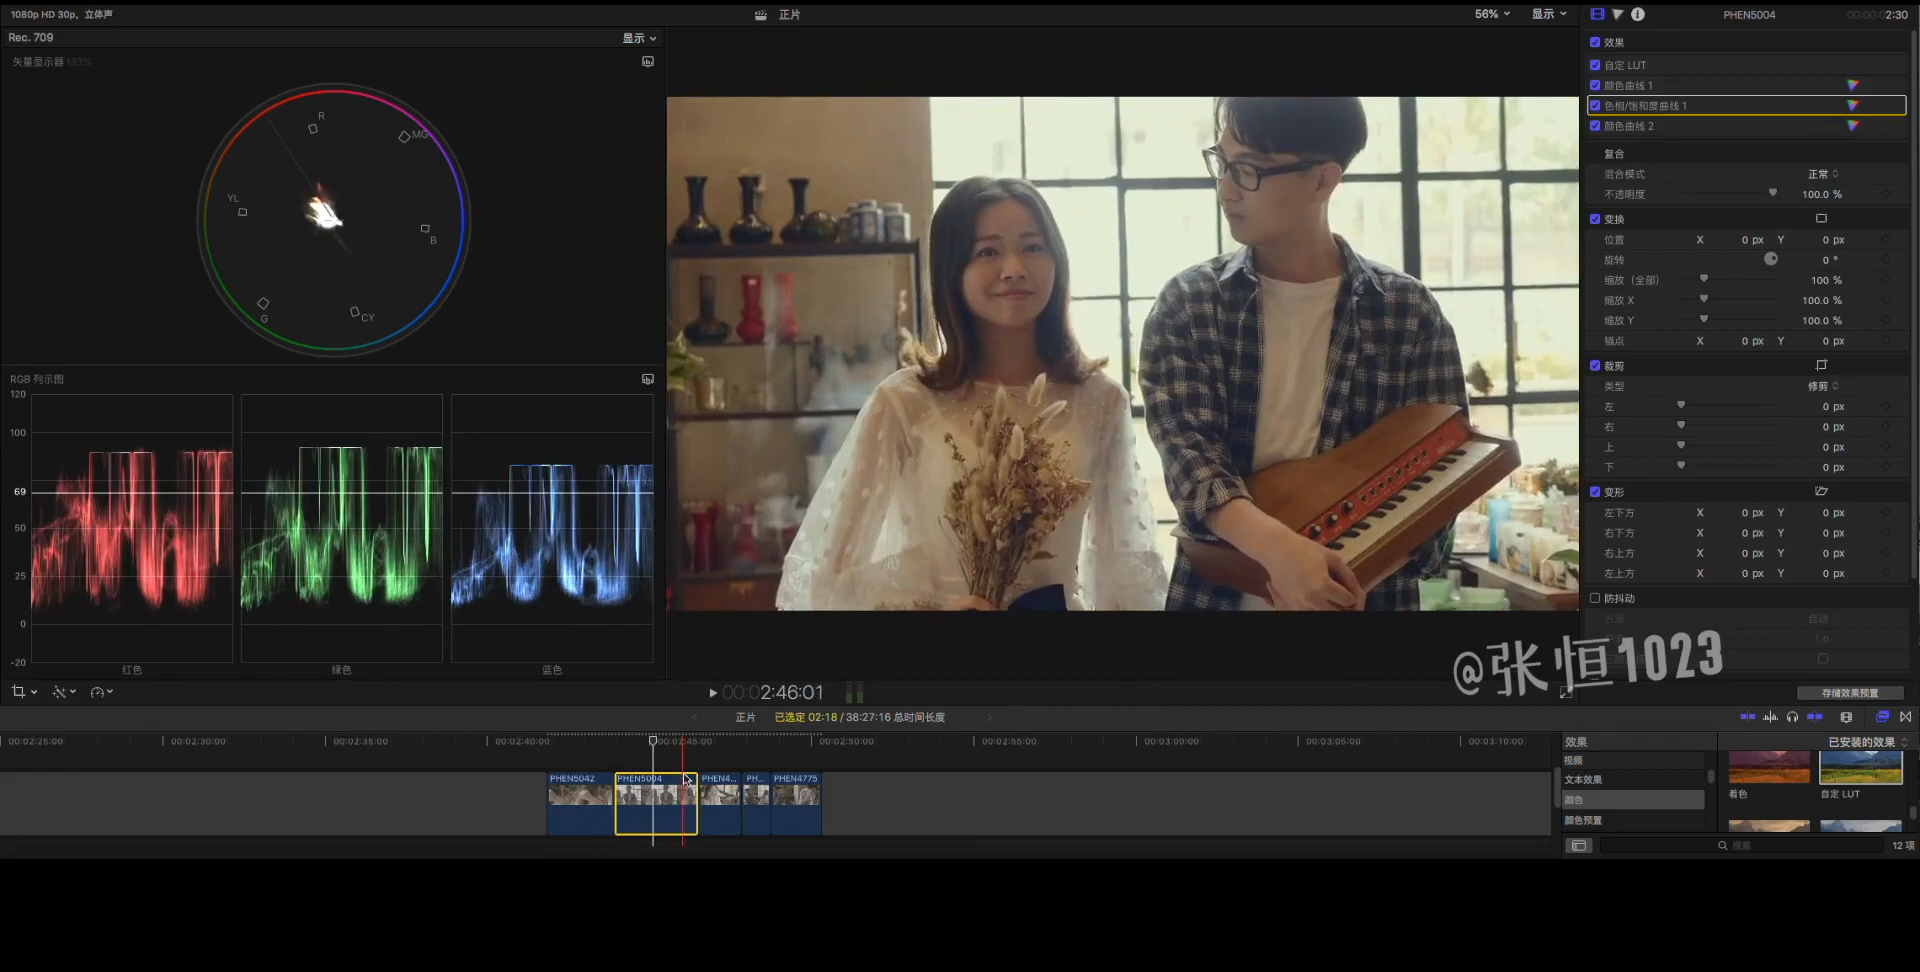 1080p HD 30p, 立体声
正片
56%
显示
PHEN5004
2:30
Rec. 709
显示
矢量显示器 133%
R
MG
YL
B
G
CY
RGB 列示图
120
100
69
50
25
0
-20
红色
绿色
蓝色
效果
自定 LUT
颜色曲线 1
色相/饱和度曲线 1
颜色曲线 2
复合
混合模式 正常
不透明度 100.0 %
变换
位置 X 0 px Y 0 px
旋转 0 °
缩放（全部） 100 %
缩放 X 100.0 %
缩放 Y 100.0 %
锚点 X 0 px Y 0 px
裁剪
类型 修剪
左 0 px
右 0 px
上 0 px
下 0 px
变形
左下方 X 0 px Y 0 px
右下方 X 0 px Y 0 px
右上方 X 0 px Y 0 px
左上方 X 0 px Y 0 px
防抖动
方法 自动
1.0
@张恒1023
存储效果预置
00:00:02:46:01
正片
已选定 02:18 / 38:27:16 总时间长度
00:02:25:00
00:02:30:00
00:02:35:00
00:02:40:00
00:02:45:00
00:02:50:00
00:02:55:00
00:03:00:00
00:03:05:00
00:03:10:00
PHEN5042
PHEN5004
PHEN4...
PH...
PHEN4775
效果
已安装的效果
视频
文本效果
颜色
颜色预置
着色
自定 LUT
搜索
12 项